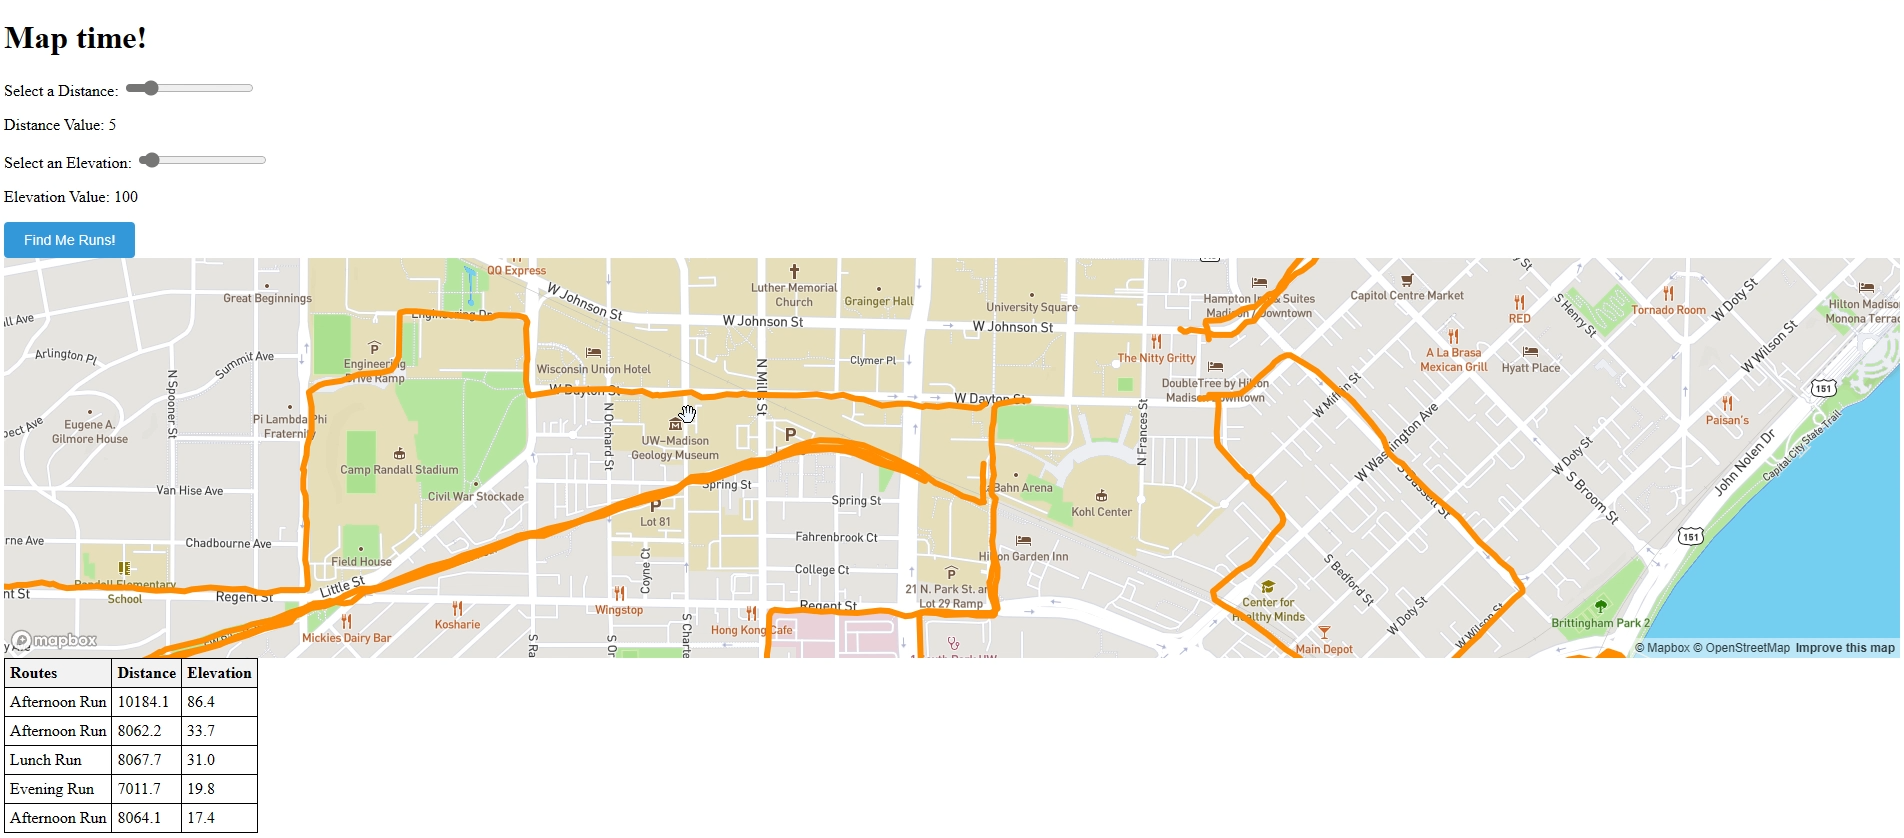 Map time!
Select a Distance:
Distance Value: 5
Select an Elevation:
Elevation Value: 100
Find Me Runs!
QQ Express
Great Beginnings
W Johnson St
Luther Memorial
Church
Grainger Hall
University Square
Hampton Inn & Suites
Madison / Downtown
Capitol Centre Market
RED
S Henry St
Tornado Room
W Doty St
Hilton Madiso
Monona Terrac
Engineering Dr
W Johnson St
W Johnson St
Arlington Pl
Summit Ave
Engineering
Drive Ramp
Wisconsin Union Hotel
Clymer Pl
The Nitty Gritty
A La Brasa
Mexican Grill
Hyatt Place
W Wilson St
N Spooner St
N Mills St
W Dayton St
W Dayton St
DoubleTree by Hilton
Madison Downtown
W Mifflin St
151
Paisan's
Eugene A.
Gilmore House
Pi Lambda Phi
Fraternity
N Orchard St
UW–Madison
Geology Museum
P
N Frances St
W Washington Ave
W Doty St
John Nolen Dr
Capital City State Trail
Camp Randall Stadium
Civil War Stockade
Van Hise Ave
Spring St
Spring St
LaBahn Arena
Kohl Center
S Bassett St
S Broom St
Lot 81
Chadbourne Ave
Field House
Fahrenbrook Ct
Hilton Garden Inn
151
Coyne Ct
College Ct
Randall Elementary
School
Little St
Regent St
Wingstop
Regent St
21 N. Park St. an
Lot 29 Ramp
Center for
Healthy Minds
S Bedford St
W Doty St
W Wilson St
Brittingham Park 2
Mickies Dairy Bar
Kosharie
Hong Kong Cafe
Main Depot
mapbox
© Mapbox © OpenStreetMap Improve this map
Routes Distance Elevation
Afternoon Run 10184.1 86.4
Afternoon Run 8062.2 33.7
Lunch Run 8067.7 31.0
Evening Run 7011.7 19.8
Afternoon Run 8064.1 17.4